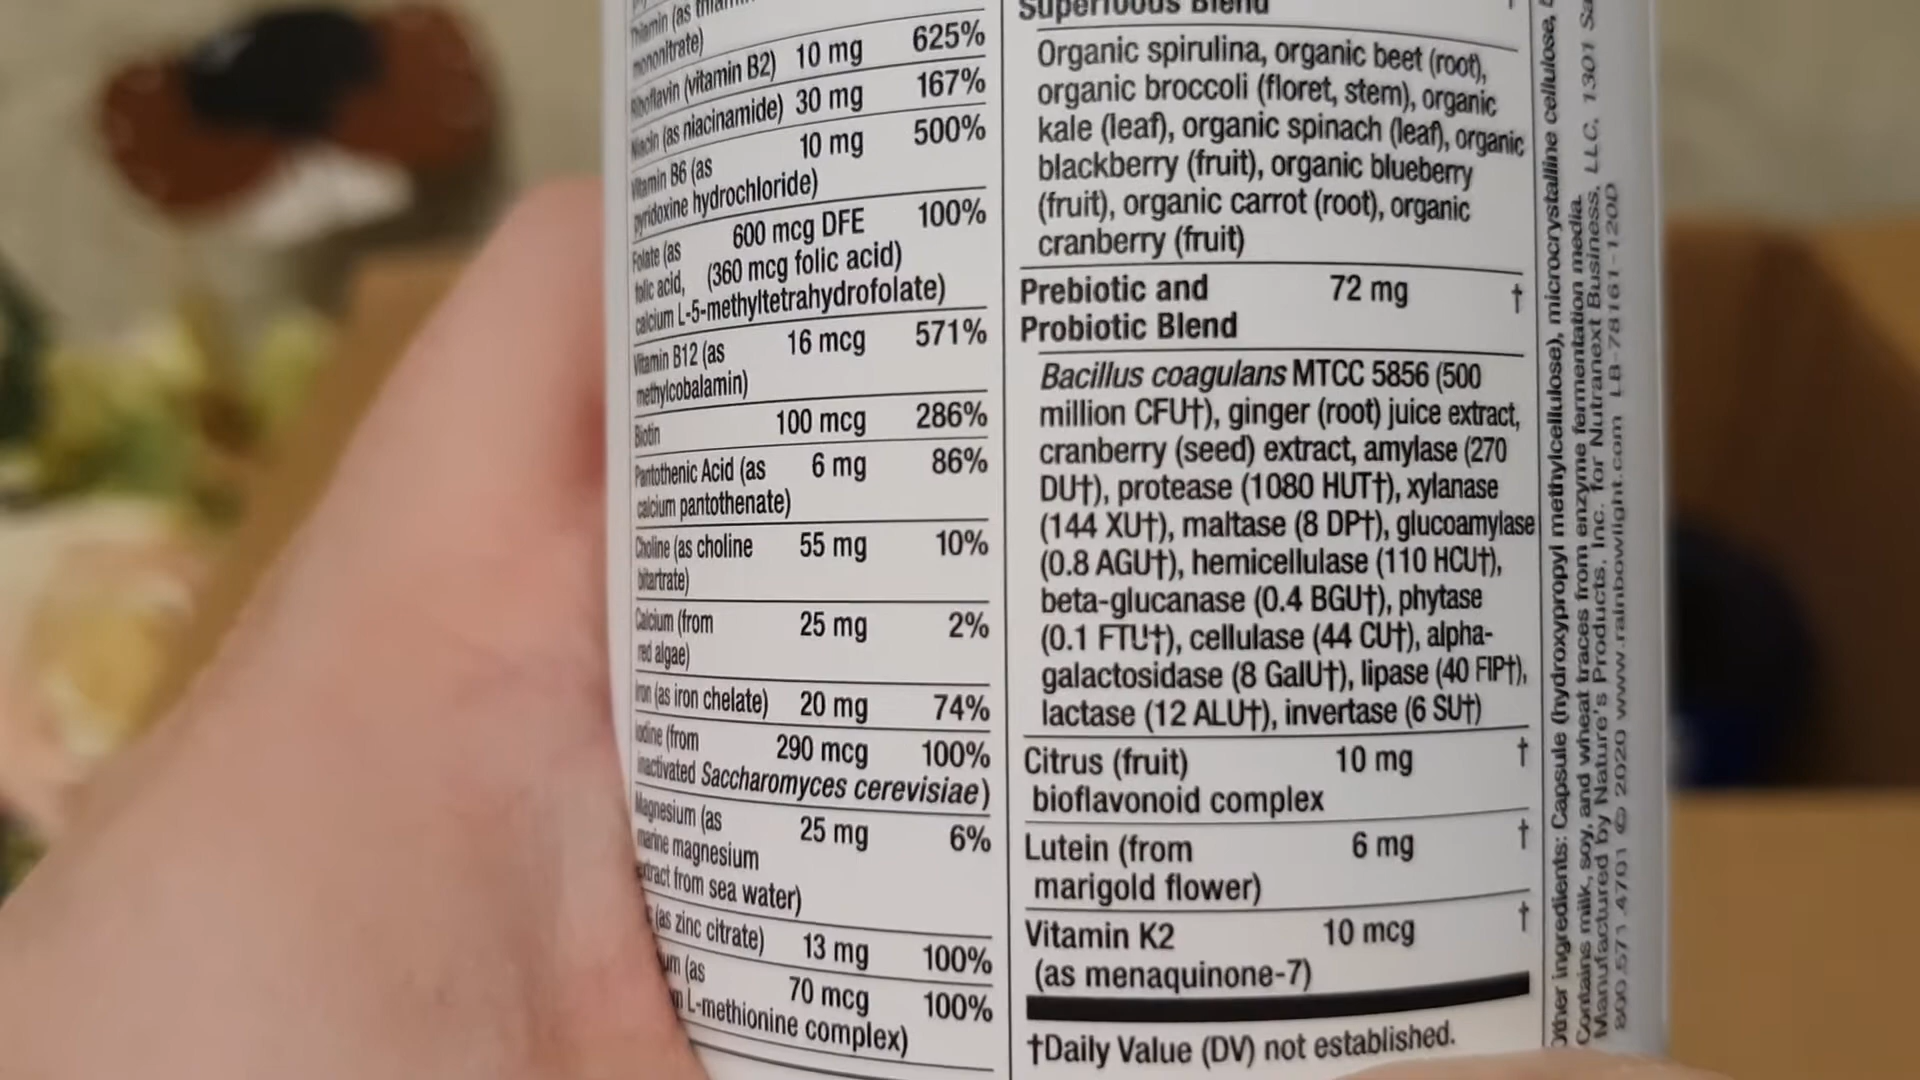 mononitrate)
Riboflavin (vitamin B2) 10 mg 625%
Niacin (as niacinamide) 30 mg 167%
Vitamin B6 (as 10 mg 500%
pyridoxine hydrochloride)
Folate (as 600 mcg DFE 100%
folic acid, (360 mcg folic acid)
calcium L-5-methyltetrahydrofolate)
Vitamin B12 (as 16 mcg 571%
methylcobalamin)
Biotin 100 mcg 286%
Pantothenic Acid (as 6 mg 86%
calcium pantothenate)
Choline (as choline 55 mg 10%
bitartrate)
Calcium (from 25 mg 2%
red algae)
Iron (as iron chelate) 20 mg 74%
Iodine (from 290 mcg 100%
inactivated Saccharomyces cerevisiae)
Magnesium (as 25 mg 6%
marine magnesium
extract from sea water)
(as zinc citrate) 13 mg 100%
(as 70 mcg 100%
L-methionine complex)
Superfoods Blend
Organic spirulina, organic beet (root),
organic broccoli (floret, stem), organic
kale (leaf), organic spinach (leaf), organic
blackberry (fruit), organic blueberry
(fruit), organic carrot (root), organic
cranberry (fruit)
Prebiotic and 72 mg †
Probiotic Blend
Bacillus coagulans MTCC 5856 (500
million CFU†), ginger (root) juice extract,
cranberry (seed) extract, amylase (270
DU†), protease (1080 HUT†), xylanase
(144 XU†), maltase (8 DP†), glucoamylase
(0.8 AGU†), hemicellulase (110 HCU†),
beta-glucanase (0.4 BGU†), phytase
(0.1 FTU†), cellulase (44 CU†), alpha-
galactosidase (8 GalU†), lipase (40 FIP†),
lactase (12 ALU†), invertase (6 SU†)
Citrus (fruit) 10 mg †
bioflavonoid complex
Lutein (from 6 mg †
marigold flower)
Vitamin K2 10 mcg †
(as menaquinone-7)
†Daily Value (DV) not established.
Other ingredients: Capsule (hydroxypropyl methylcellulose), microcrystalline cellulose,
Contains milk, soy, and wheat traces from enzyme fermentation media.
Manufactured by Nature's Products, Inc. for Nutranext Business, LLC, 1301
800.571.4701 © 2020 www.rainbowlight.com LB-78161-120D